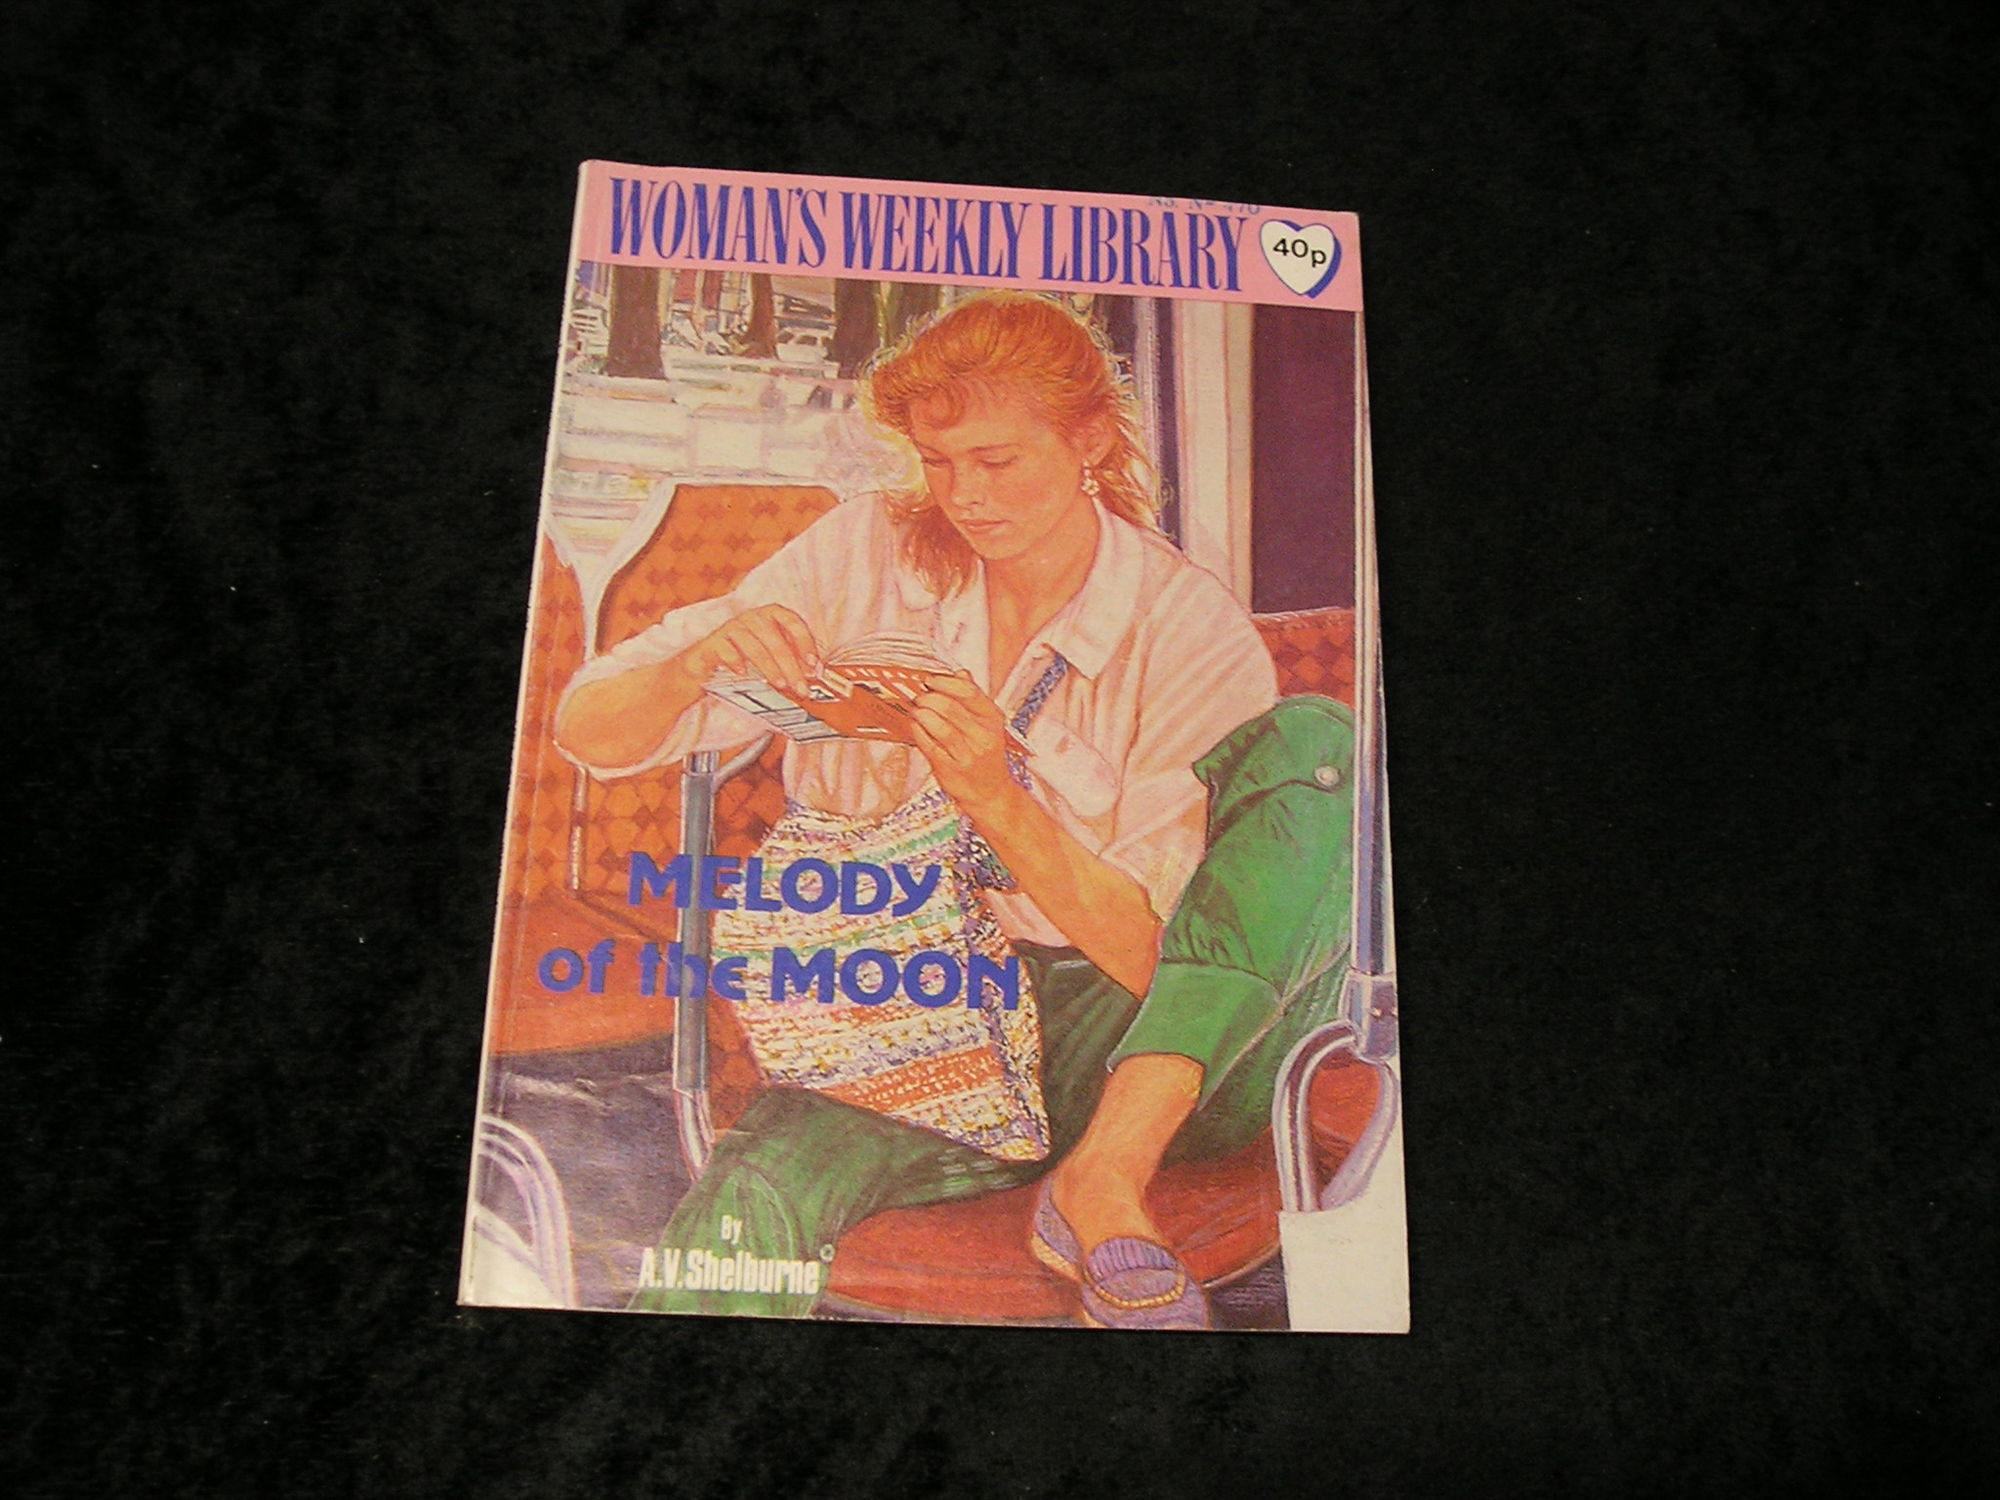 WOMAN'S WEEKLY LIBRARY
40p
MELODY
of the MOON
By
A.V. Shelburne